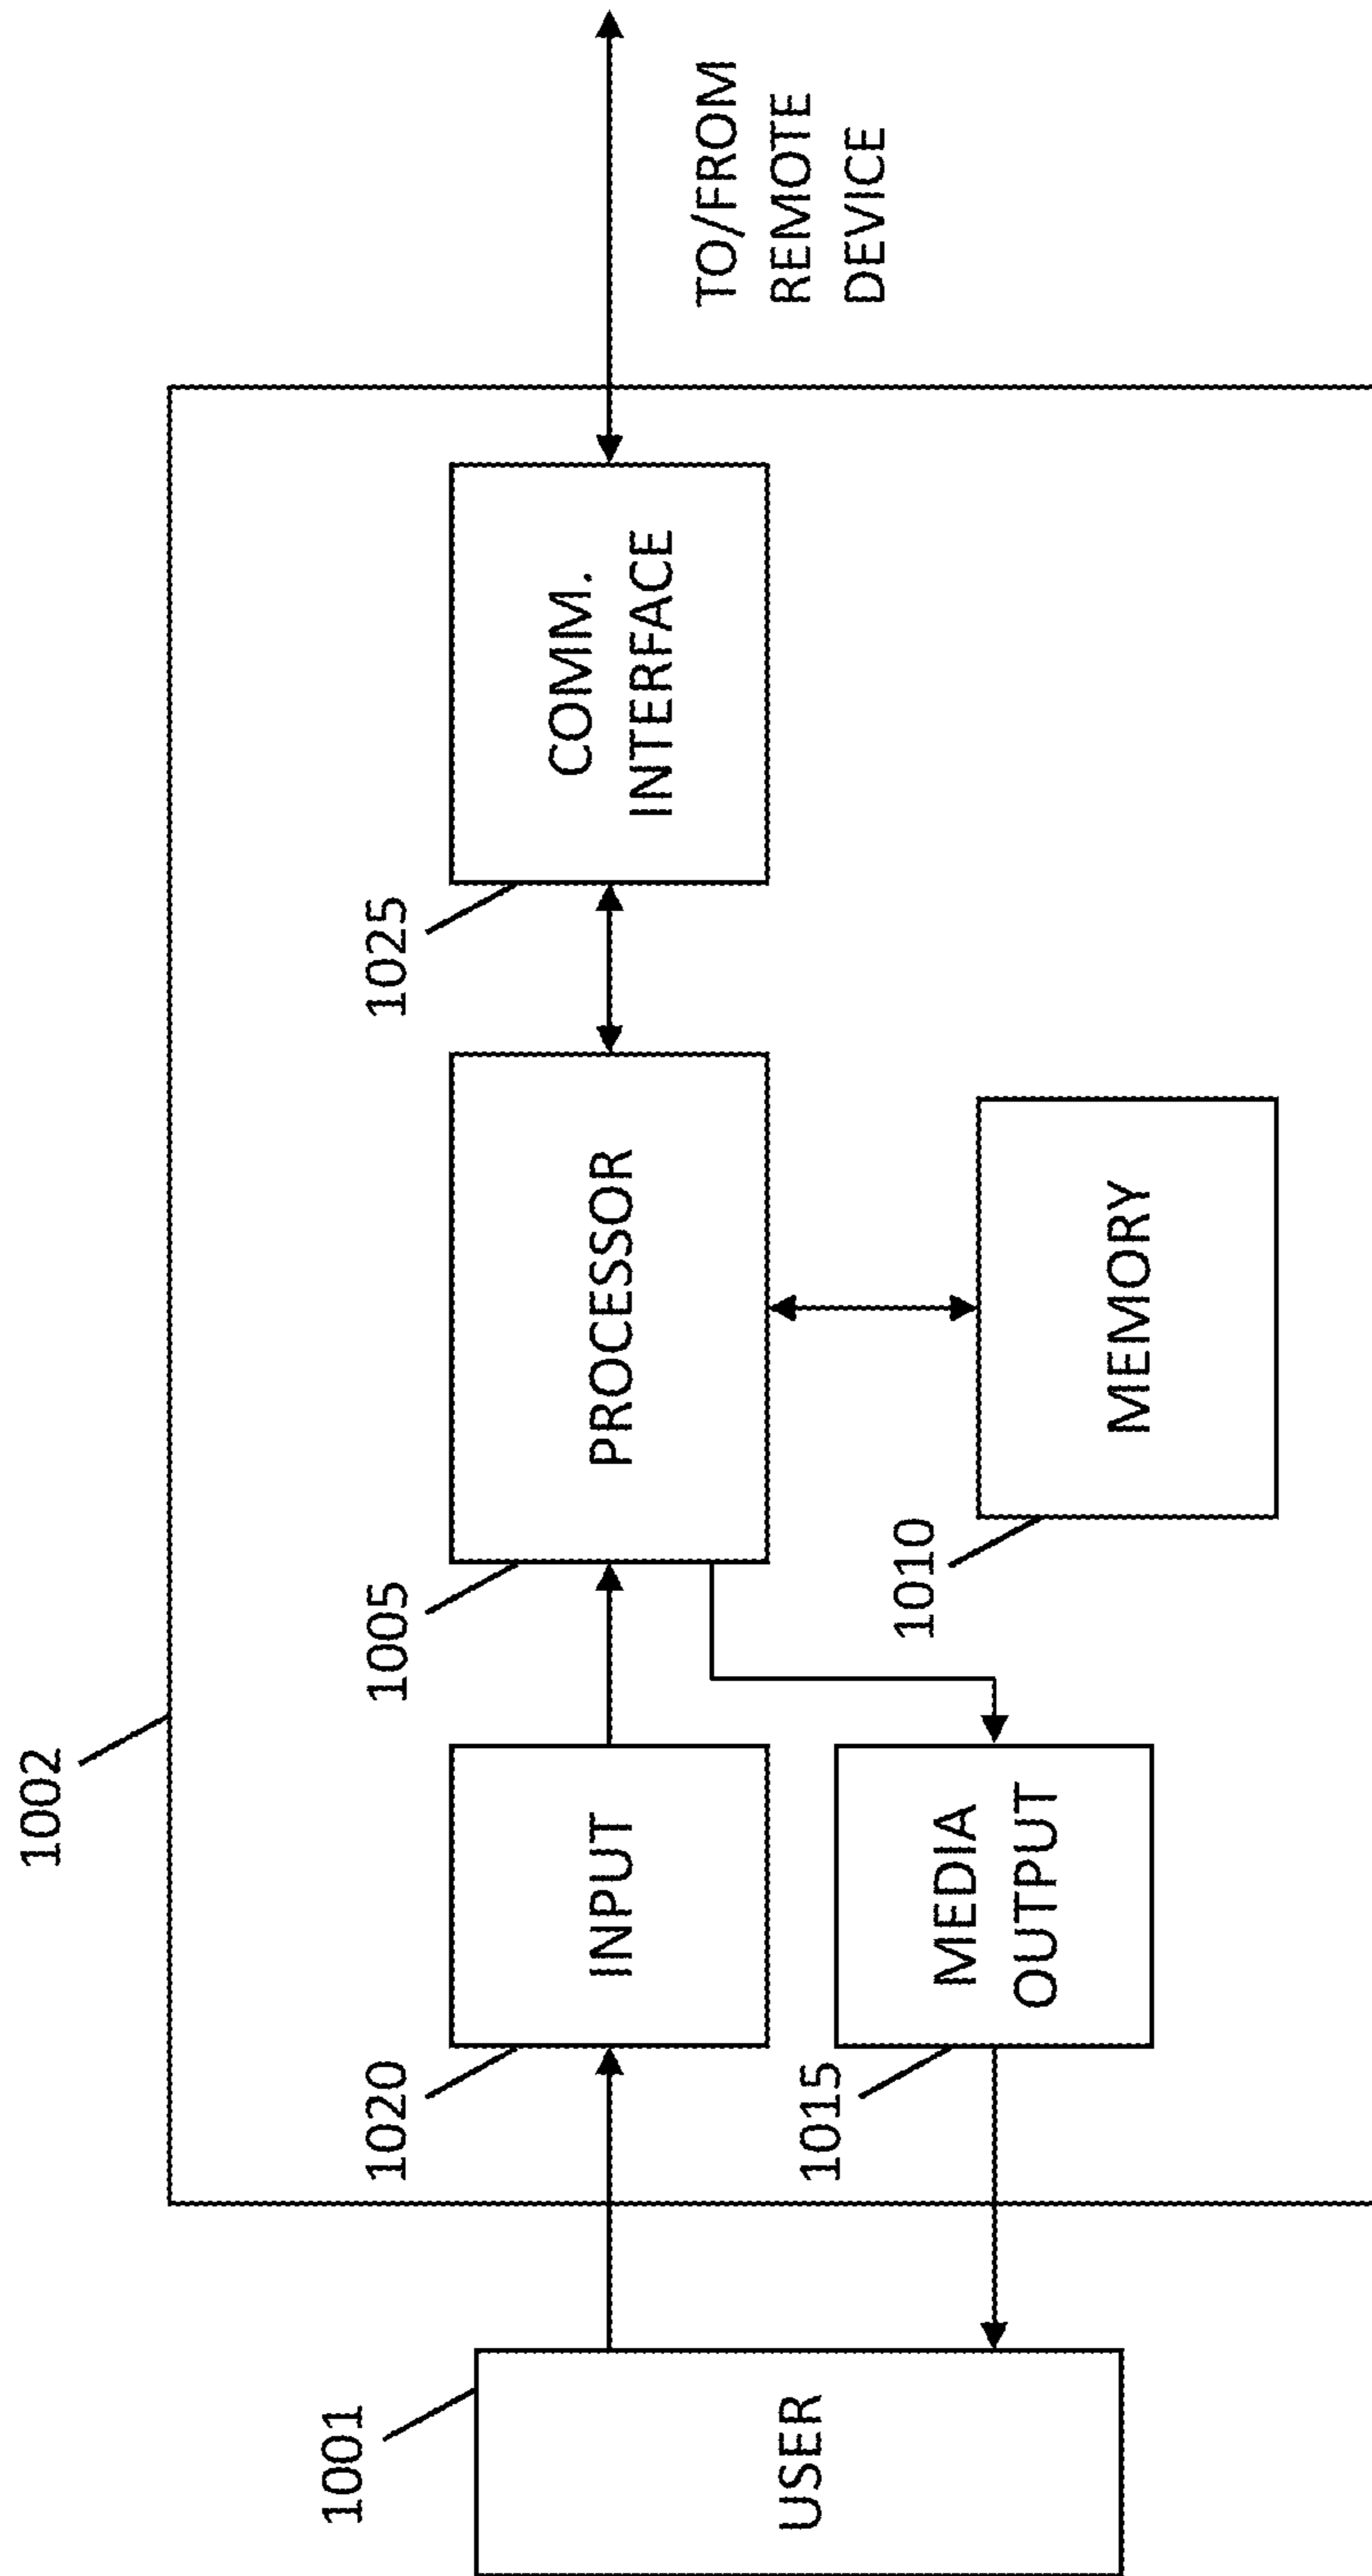 1002
1001
USER
1020
INPUT
1015
MEDIA
OUTPUT
1005
PROCESSOR
1010
MEMORY
1025
COMM.
INTERFACE
TO/FROM
REMOTE
DEVICE